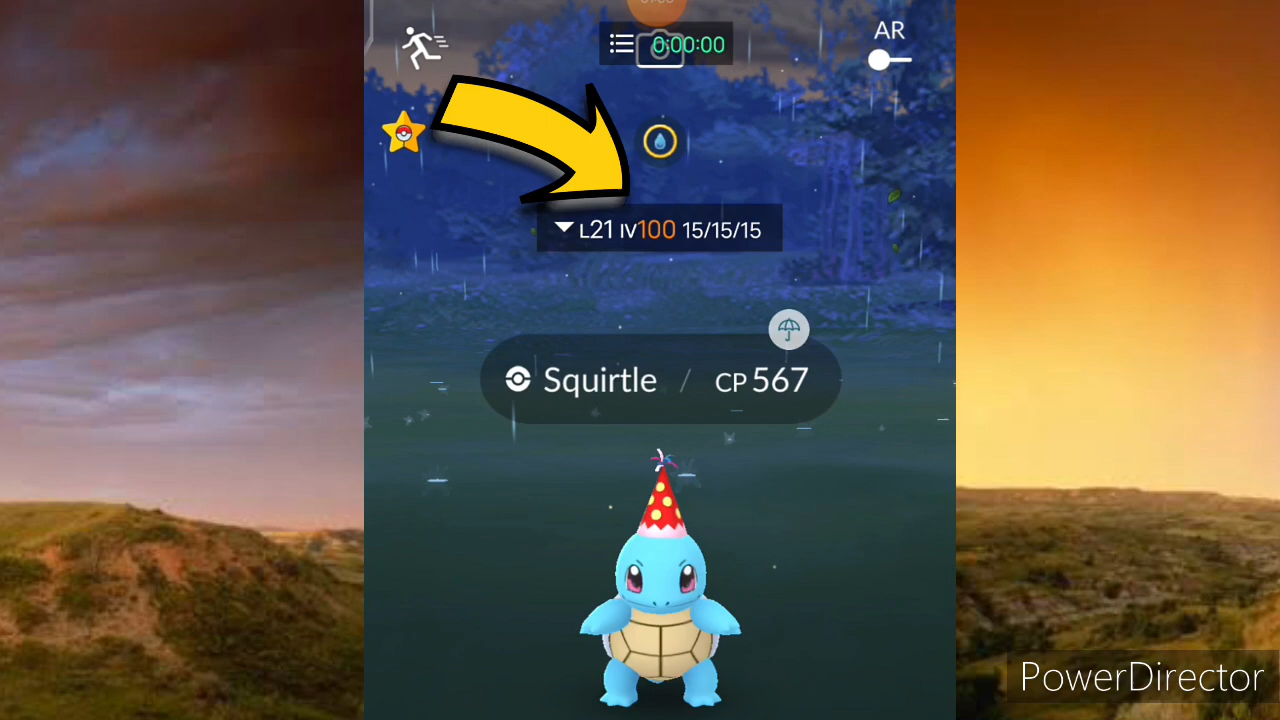 AR
0:00:00
L21 IV100 15/15/15
Squirtle / CP 567
PowerDirector